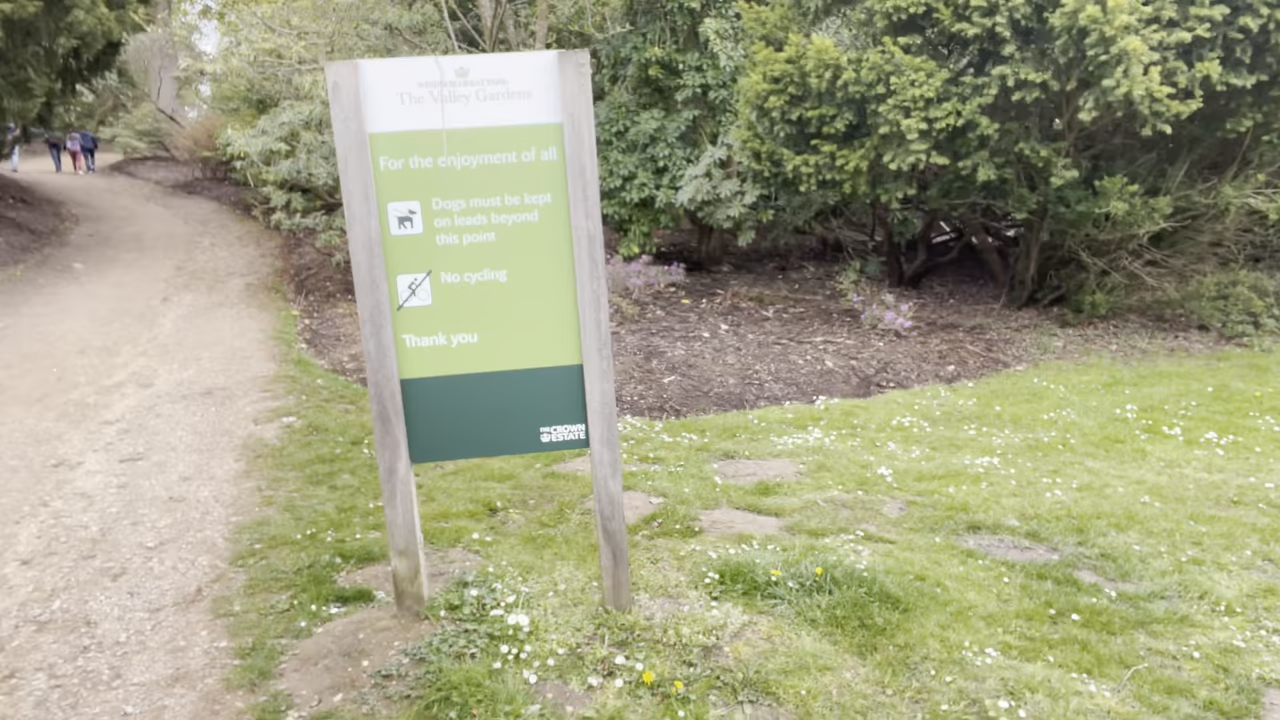 The Valley Gardens
For the enjoyment of all
Dogs must be kept
on leads beyond
this point
No cycling
Thank you
THE CROWN
ESTATE